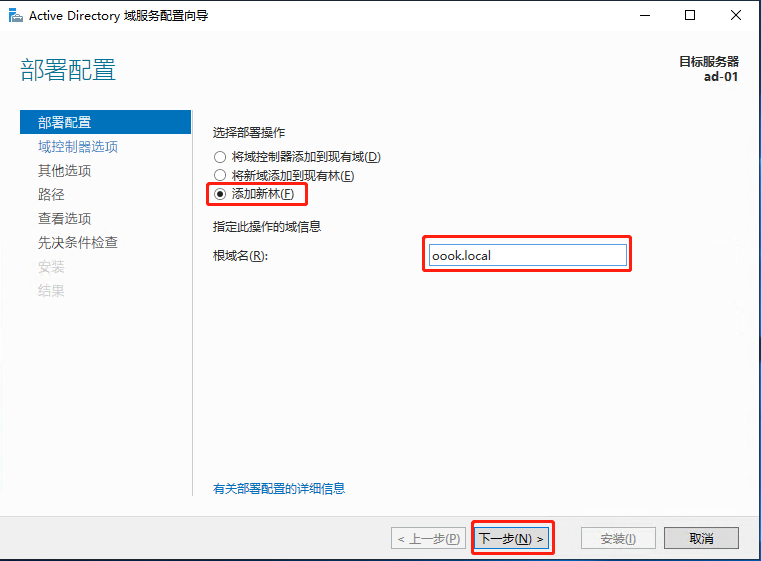 Active Directory 域服务配置向导
部署配置
目标服务器
ad-01
部署配置
域控制器选项
其他选项
路径
查看选项
先决条件检查
安装
结果
选择部署操作
将域控制器添加到现有域(D)
将新域添加到现有林(E)
添加新林(F)
指定此操作的域信息
根域名(R):
oook.local
有关部署配置的详细信息
< 上一步(P)
下一步(N) >
安装(I)
取消